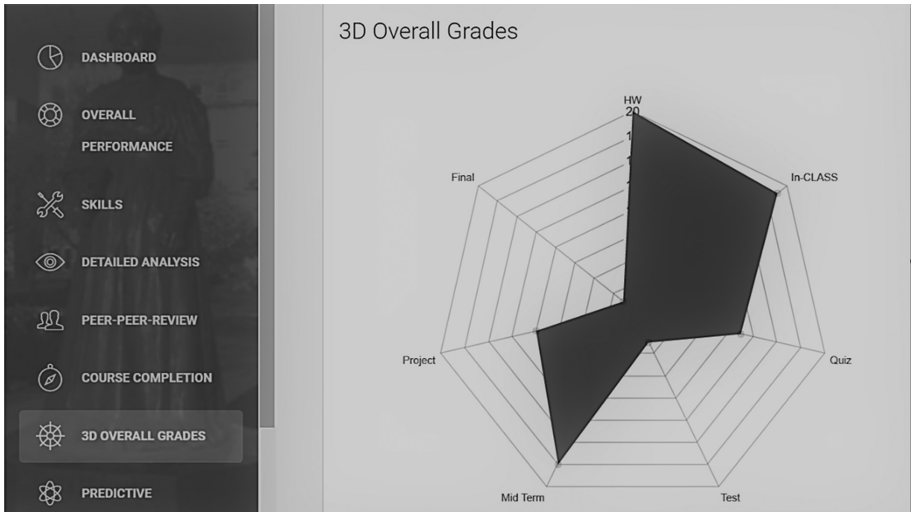 DASHBOARD
OVERALL
PERFORMANCE
SKILLS
DETAILED ANALYSIS
PEER-PEER-REVIEW
COURSE COMPLETION
3D OVERALL GRADES
PREDICTIVE
3D Overall Grades
HW
20
Final
In-CLASS
Project
Quiz
Mid Term
Test